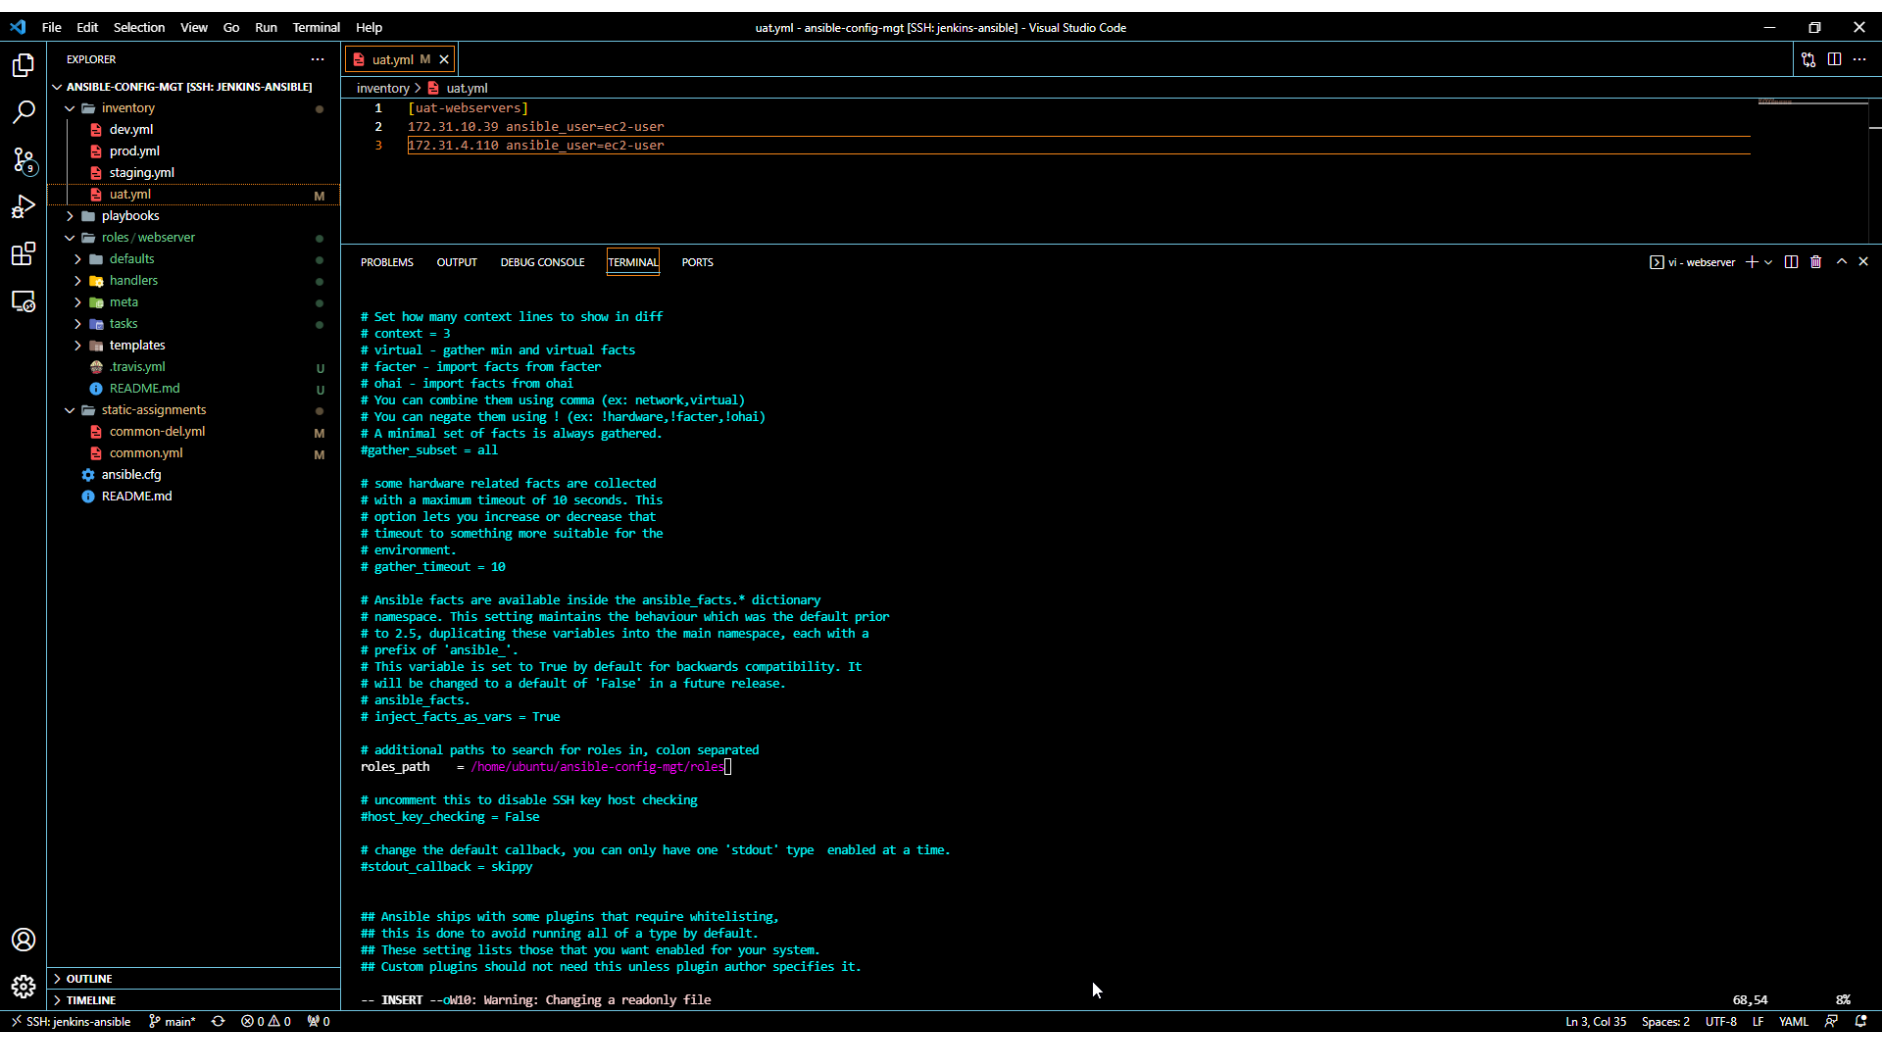 File Edit Selection View Go Run Terminal Help
uat.yml - ansible-config-mgt [SSH: jenkins-ansible] - Visual Studio Code
EXPLORER
ANSIBLE-CONFIG-MGT [SSH: JENKINS-ANSIBLE]
inventory
dev.yml
prod.yml
staging.yml
uat.yml M
playbooks
roles / webserver
defaults
handlers
meta
tasks
templates
.travis.yml U
README.md U
static-assignments
common-del.yml M
common.yml M
ansible.cfg
README.md
OUTLINE
TIMELINE
9
uat.yml M
inventory > uat.yml
1 [uat-webservers]
2 172.31.10.39 ansible_user=ec2-user
3 172.31.4.110 ansible_user=ec2-user
PROBLEMS OUTPUT DEBUG CONSOLE TERMINAL PORTS
vi - webserver
# Set how many context lines to show in diff
# context = 3
# virtual - gather min and virtual facts
# facter - import facts from facter
# ohai - import facts from ohai
# You can combine them using comma (ex: network,virtual)
# You can negate them using ! (ex: !hardware,!facter,!ohai)
# A minimal set of facts is always gathered.
#gather_subset = all
# some hardware related facts are collected
# with a maximum timeout of 10 seconds. This
# option lets you increase or decrease that
# timeout to something more suitable for the
# environment.
# gather_timeout = 10
# Ansible facts are available inside the ansible_facts.* dictionary
# namespace. This setting maintains the behaviour which was the default prior
# to 2.5, duplicating these variables into the main namespace, each with a
# prefix of 'ansible_'.
# This variable is set to True by default for backwards compatibility. It
# will be changed to a default of 'False' in a future release.
# ansible_facts.
# inject_facts_as_vars = True
# additional paths to search for roles in, colon separated
roles_path = /home/ubuntu/ansible-config-mgt/roles
# uncomment this to disable SSH key host checking
#host_key_checking = False
# change the default callback, you can only have one 'stdout' type  enabled at a time.
#stdout_callback = skippy
## Ansible ships with some plugins that require whitelisting,
## this is done to avoid running all of a type by default.
## These setting lists those that you want enabled for your system.
## Custom plugins should not need this unless plugin author specifies it.
-- INSERT --oW10: Warning: Changing a readonly file 68,54 8%
SSH: jenkins-ansible main* 0 0 0 Ln 3, Col 35 Spaces: 2 UTF-8 LF YAML